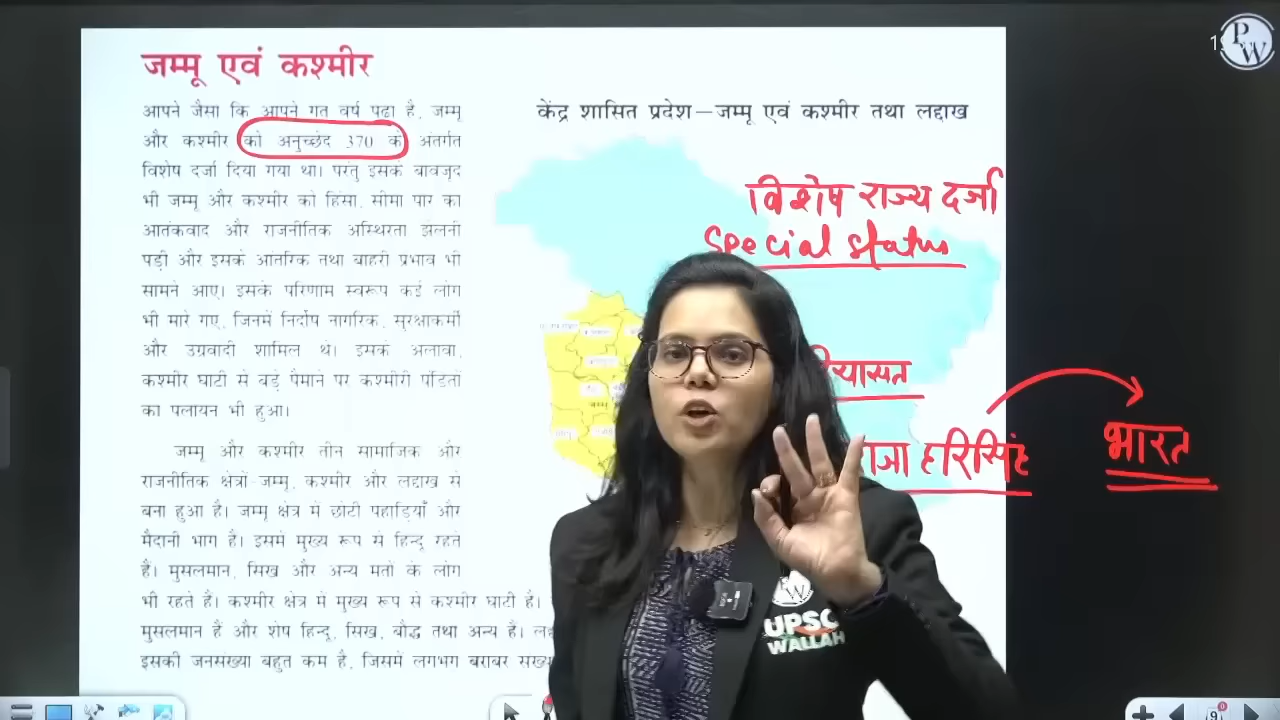 जम्मू एवं कश्मीर
आपने जैसा कि आपने गत वर्ष पढ़ा है, जम्मू
और कश्मीर को अनुच्छेद 370 के अंतर्गत
विशेष दर्जा दिया गया था। परंतु इसके बावजूद
भी जम्मू और कश्मीर को हिंसा, सीमा पार का
आतंकवाद और राजनीतिक अस्थिरता झेलनी
पड़ी और इसके आंतरिक तथा बाहरी प्रभाव भी
सामने आए। इसके परिणाम स्वरूप कई लोग
भी मारे गए, जिनमें निर्दोष नागरिक, सुरक्षाकर्मी
और उग्रवादी शामिल थे। इसके अलावा,
कश्मीर घाटी से बड़े पैमाने पर कश्मीरी पंडितों
का पलायन भी हुआ।
जम्मू और कश्मीर तीन सामाजिक और
राजनीतिक क्षेत्रों-जम्मू, कश्मीर और लद्दाख से
बना हुआ है। जम्मू क्षेत्र में छोटी पहाड़ियाँ और
मैदानी भाग है। इसमें मुख्य रूप से हिन्दू रहते
है। मुसलमान, सिख और अन्य मतों के लोग
भी रहते है। कश्मीर क्षेत्र में मुख्य रूप से कश्मीर घाटी है।
मुसलमान हैं और शेष हिन्दू, सिख, बौद्ध तथा अन्य है।
इसकी जनसंख्या बहुत कम है, जिसमें लगभग बराबर
केंद्र शासित प्रदेश–जम्मू एवं कश्मीर तथा लद्दाख
विशेष राज्य दर्जा
Special status
यासत
जा हरिसिंह
भारत
PW
PW
UPSC
WALLAH
9